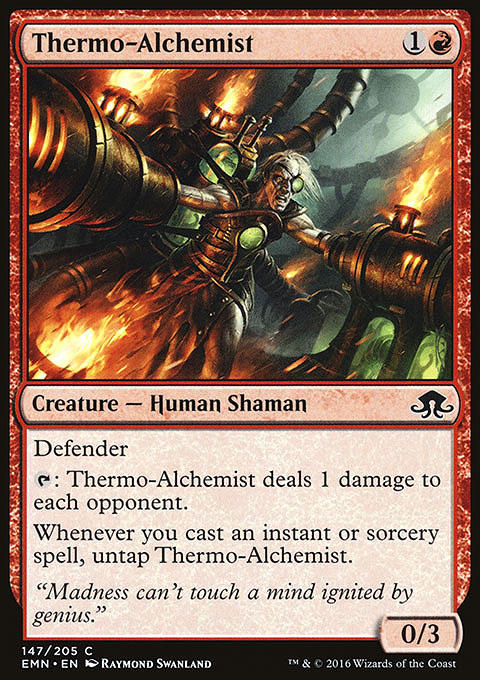 Thermo-Alchemist 1
Creature — Human Shaman
Defender
: Thermo-Alchemist deals 1 damage to
each opponent.
Whenever you cast an instant or sorcery
spell, untap Thermo-Alchemist.
“Madness can’t touch a mind ignited by
genius.”
0/3
147/205 C
EMN • EN Raymond Swanland ™ & © 2016 Wizards of the Coast